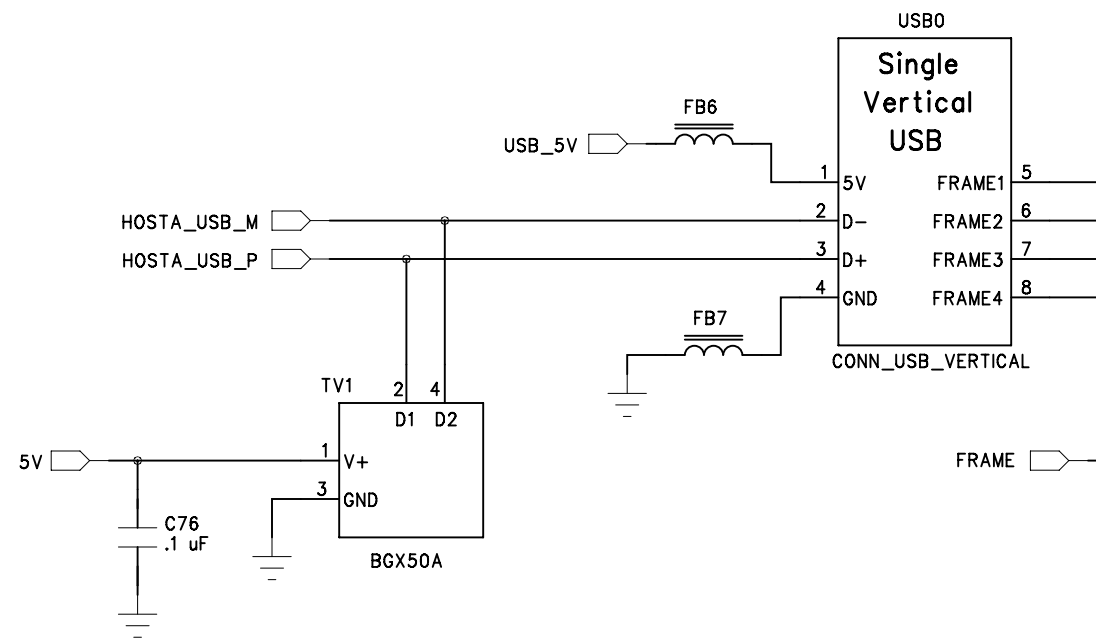 USB0
Single
Vertical
USB
FB6
USB_5V
1 5V FRAME1 5
HOSTA_USB_M 2 D- FRAME2 6
HOSTA_USB_P 3 D+ FRAME3 7
4 GND FRAME4 8
FB7
CONN_USB_VERTICAL
TV1 2 4
D1 D2
5V 1 V+ FRAME
3 GND
C76
.1 uF
BGX50A